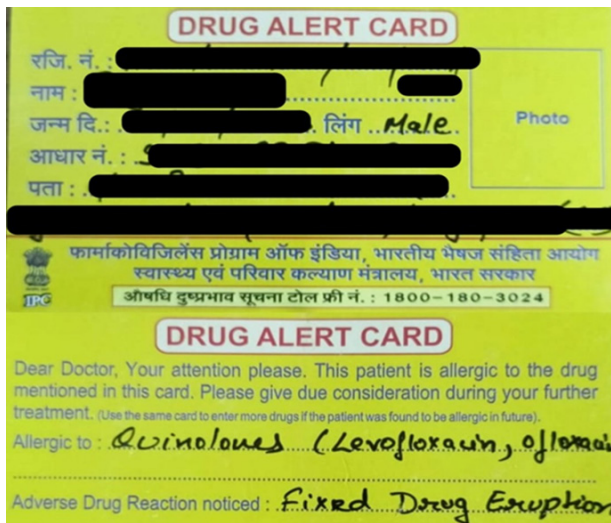 DRUG ALERT CARD
रजि. नं. :
नाम :
जन्म दि.: लिंग Male
आधार नं. :
पता :
Photo
फार्माकोविजिलेंस प्रोग्राम ऑफ इंडिया, भारतीय भेषज संहिता आयोग
स्वास्थ्य एवं परिवार कल्याण मंत्रालय, भारत सरकार
IPC
औषधि दुष्प्रभाव सूचना टोल फ्री नं. : 1800-180-3024
DRUG ALERT CARD
Dear Doctor, Your attention please. This patient is allergic to the drug
mentioned in this card. Please give due consideration during your further
treatment. (Use the same card to enter more drugs if the patient was found to be allergic in future).
Allergic to : Quinolones (Levofloxacin, ofloxacin
Adverse Drug Reaction noticed : Fixed Drug Eruption